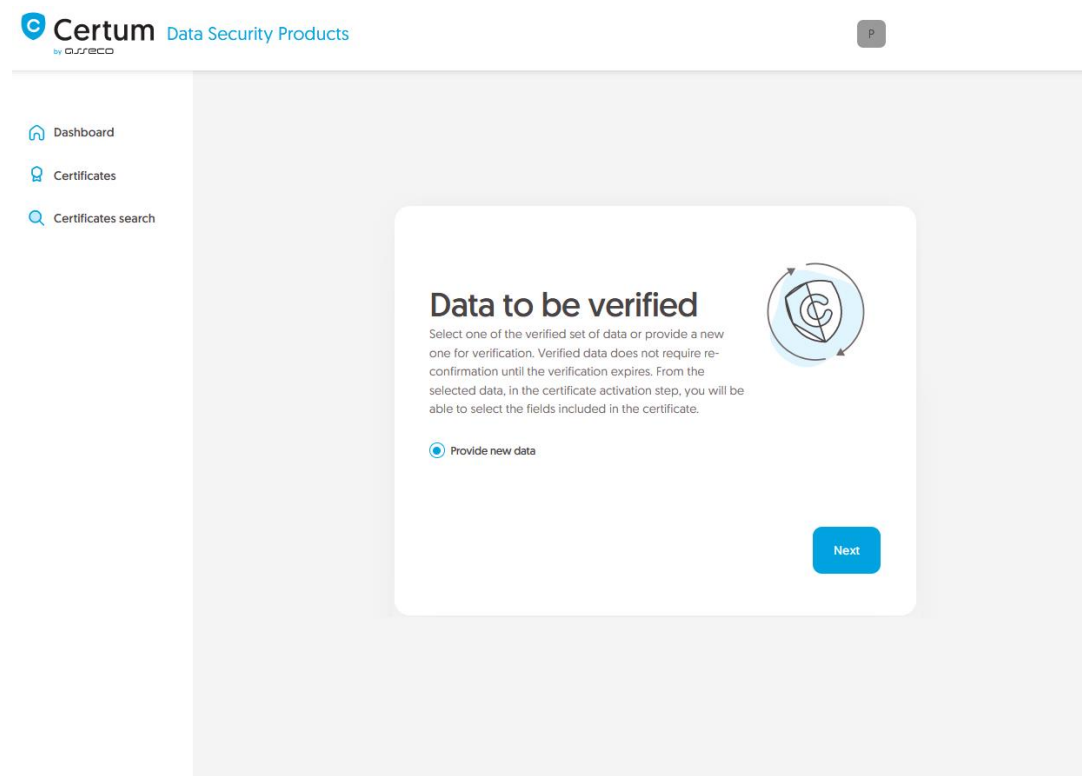 Certum Data Security Products
by asseco
P
Dashboard
Certificates
Certificates search
Data to be verified
Select one of the verified set of data or provide a new
one for verification. Verified data does not require re-
confirmation until the verification expires. From the
selected data, in the certificate activation step, you will be
able to select the fields included in the certificate.
Provide new data
Next